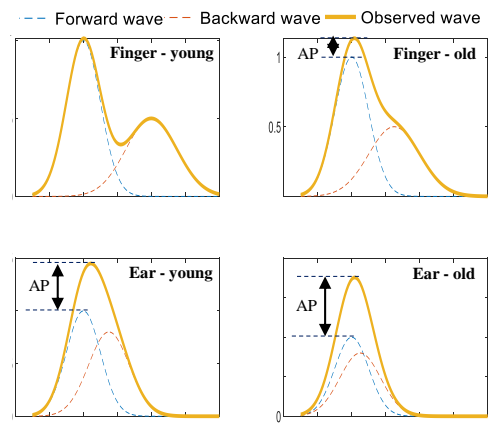 Forward wave Backward wave Observed wave
Finger - young
AP
Finger - old
1
0.5
Ear - young
AP
Ear - old
AP
0